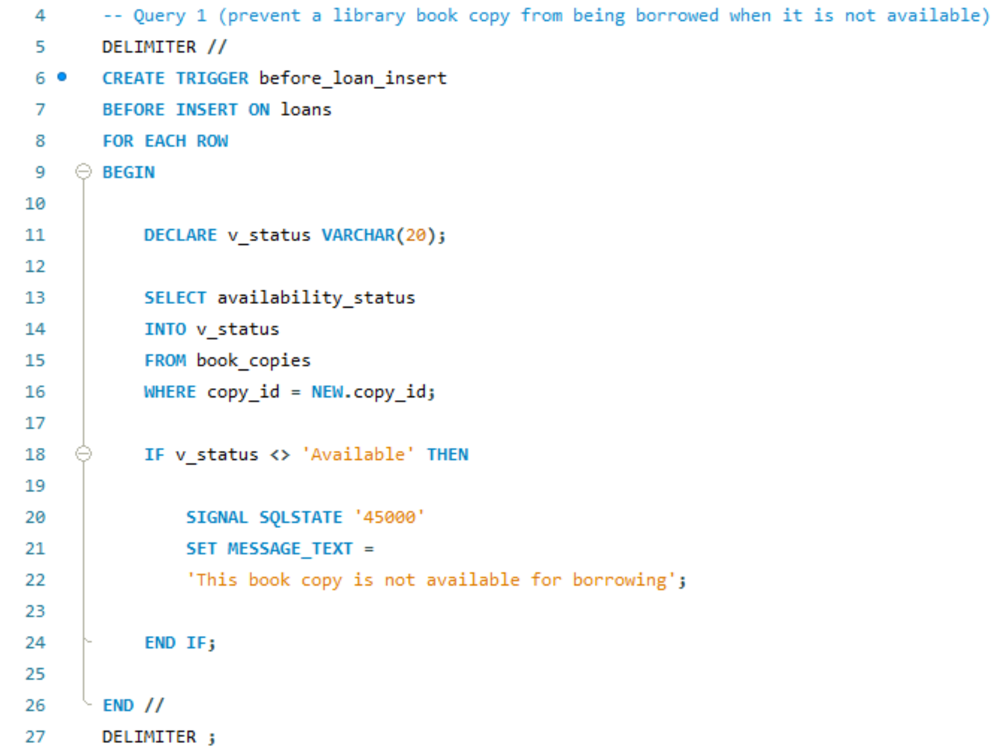 4 -- Query 1 (prevent a library book copy from being borrowed when it is not available)
5 DELIMITER //
6 CREATE TRIGGER before_loan_insert
7 BEFORE INSERT ON loans
8 FOR EACH ROW
9 BEGIN
10
11 DECLARE v_status VARCHAR(20);
12
13 SELECT availability_status
14 INTO v_status
15 FROM book_copies
16 WHERE copy_id = NEW.copy_id;
17
18 IF v_status <> 'Available' THEN
19
20 SIGNAL SQLSTATE '45000'
21 SET MESSAGE_TEXT =
22 'This book copy is not available for borrowing';
23
24 END IF;
25
26 END //
27 DELIMITER ;